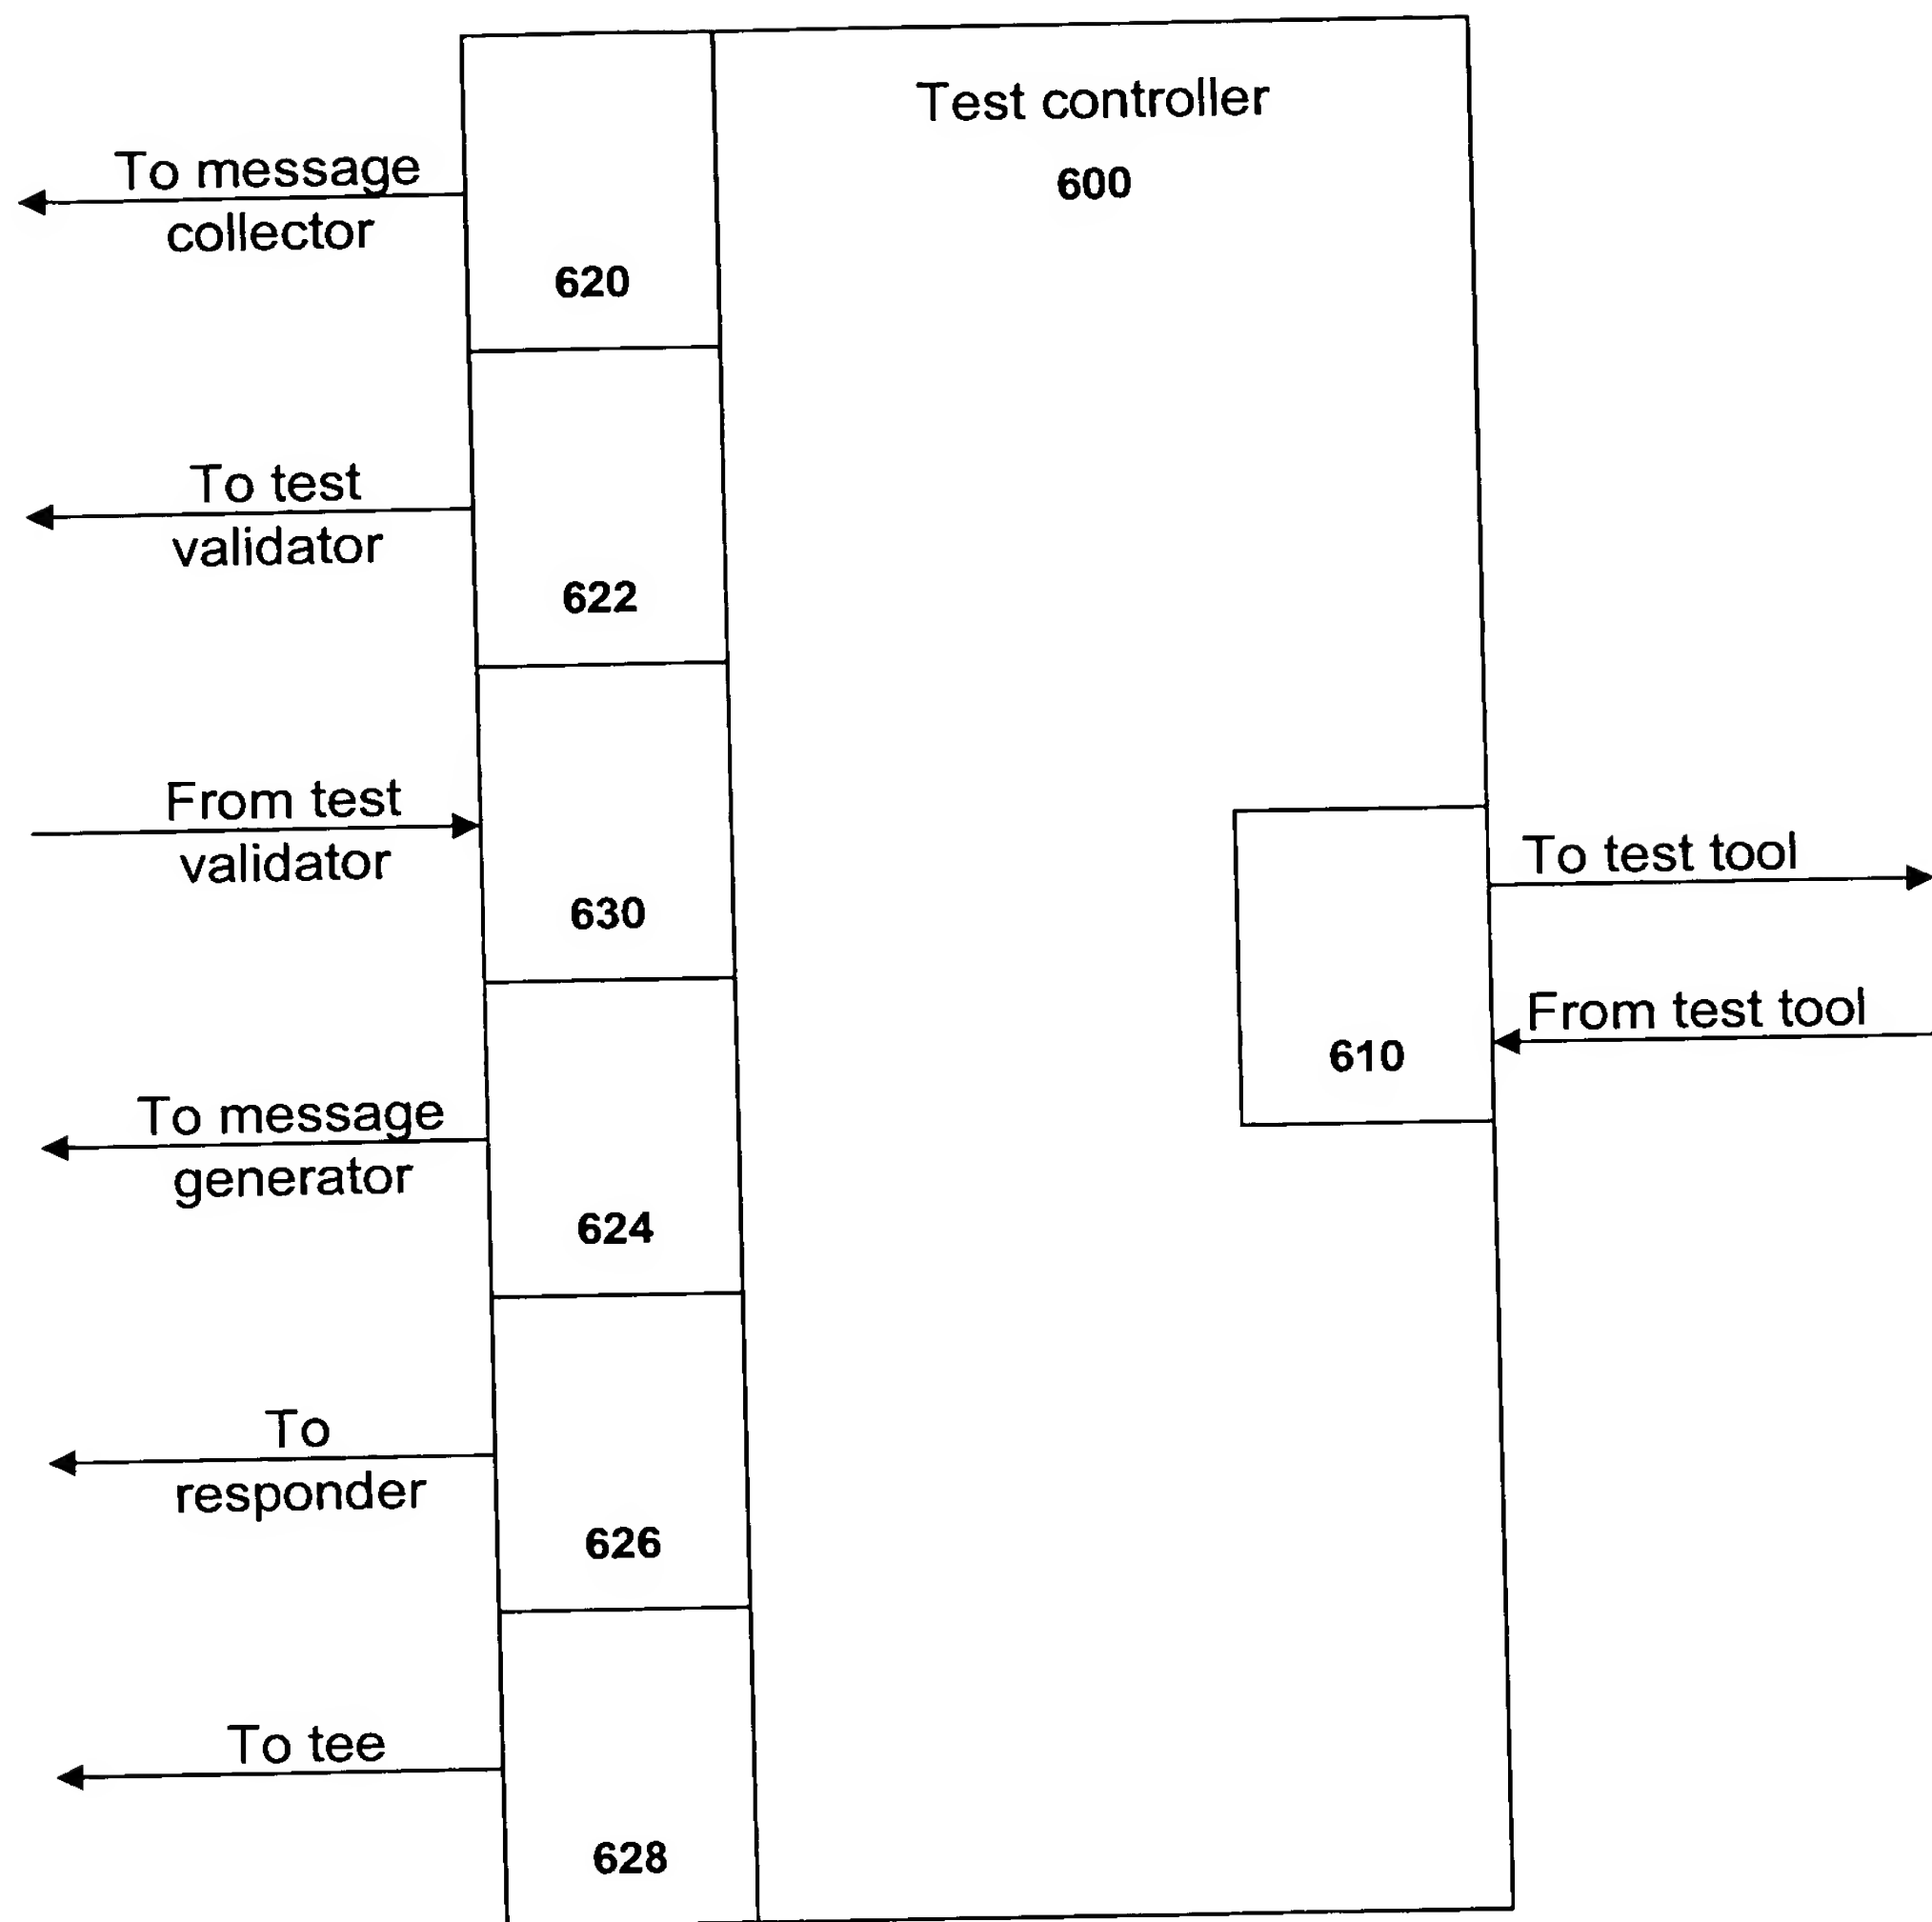 Test controller
600
To message
collector
620
To test
validator
622
From test
validator
630
To test tool
From test tool
610
To message
generator
624
To
responder
626
To tee
628